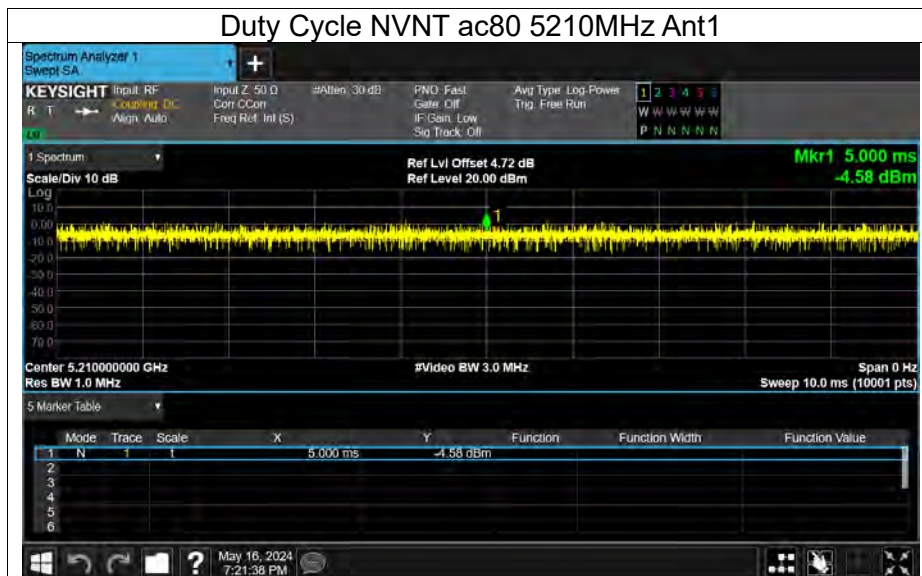 Duty Cycle NVNT ac80 5210MHz Ant1
Spectrum Analyzer 1
Swept SA
+
KEYSIGHT Input: RF Input Z: 50 Ω #Atten: 30 dB PNO: Fast Avg Type: Log-Power 1 2 3 4 5 6
R T Coupling: DC Corr CCorr Gate: Off Trig: Free Run W W W W W W
Align: Auto Freq Ref: Int (S) IF Gain: Low
Sig Track: Off P N N N N N
1 Spectrum Ref Lvl Offset 4.72 dB Mkr1 5.000 ms
Scale/Div 10 dB Ref Level 20.00 dBm -4.58 dBm
Log
10.0
1
0.00
-10.0
-20.0
-30.0
-40.0
-50.0
-60.0
-70.0
Center 5.210000000 GHz #Video BW 3.0 MHz Span 0 Hz
Res BW 1.0 MHz Sweep 10.0 ms (10001 pts)
5 Marker Table
Mode Trace Scale X Y Function Function Width Function Value
1 N 1 t 5.000 ms -4.58 dBm
2
3
4
5
6
? May 16, 2024
7:21:38 PM